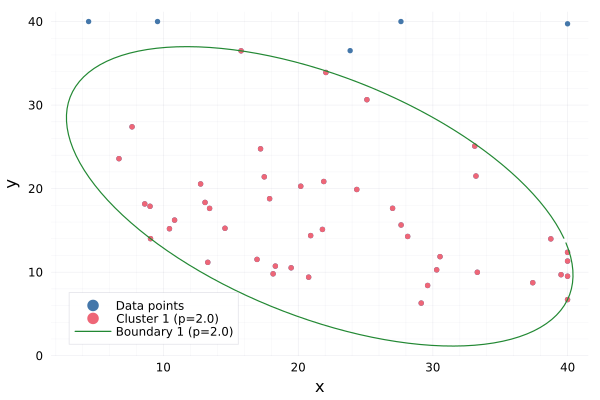 40
30
20
10
0
y
Data points
Cluster 1 (p=2.0)
Boundary 1 (p=2.0)
10 20 30 40
x